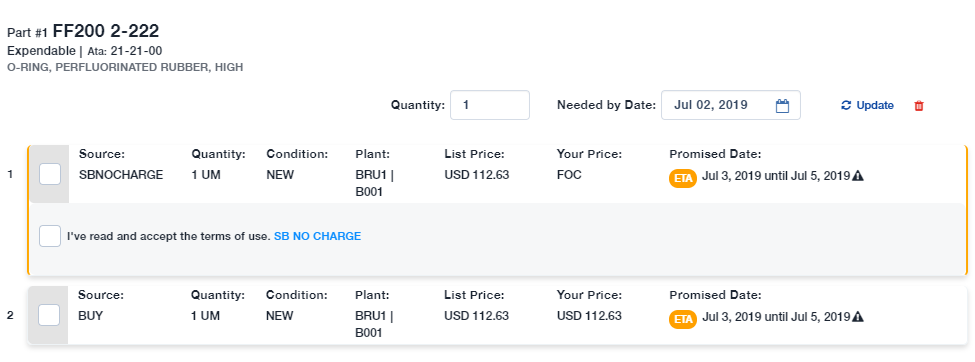 Part #1 FF200 2-222
Expendable | Ata: 21-21-00
O-RING, PERFLUORINATED RUBBER, HIGH
Quantity: 1 Needed by Date: Jul 02, 2019 Update
Source: Quantity: Condition: Plant: List Price: Your Price: Promised Date:
1 SBNOCHARGE 1 UM NEW BRU1 | USD 112.63 FOC ETA Jul 3, 2019 until Jul 5, 2019
B001
I've read and accept the terms of use. SB NO CHARGE
Source: Quantity: Condition: Plant: List Price: Your Price: Promised Date:
2 BUY 1 UM NEW BRU1 | USD 112.63 USD 112.63 ETA Jul 3, 2019 until Jul 5, 2019
B001